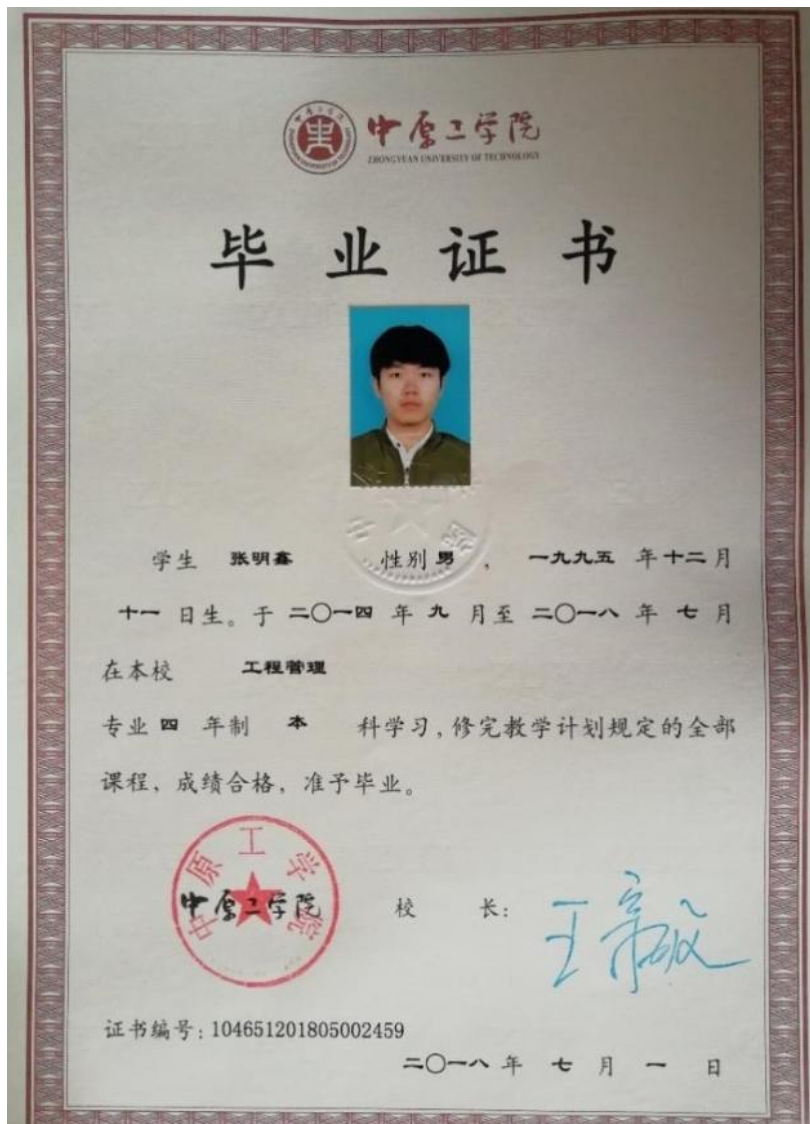 中原工学院
ZHONGYUAN UNIVERSITY OF TECHNOLOGY
毕业证书
学生 张明鑫 性别 男 ， 一九九五 年 十二 月
十一 日生。于 二〇一四 年 九 月至 二〇一八 年 七 月
在本校 工程管理
专业 四 年制 本 科学习，修完教学计划规定的全部
课程，成绩合格，准予毕业。
中原工学院
中原工学院 校 长：
证书编号：104651201805002459
二〇一八 年 七 月 一 日